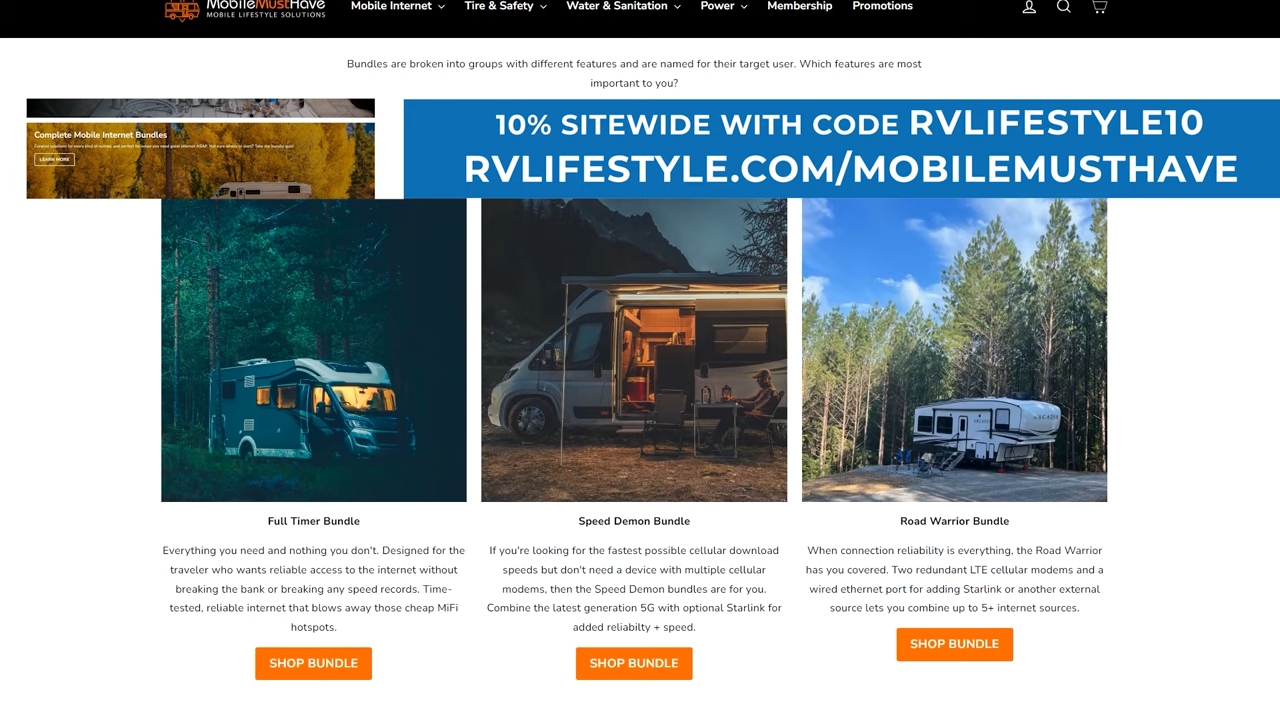 MobileMustHave
MOBILE LIFESTYLE SOLUTIONS
Mobile Internet
Tire & Safety
Water & Sanitation
Power
Membership
Promotions
Bundles are broken into groups with different features and are named for their target user. Which features are most
important to you?
Complete Mobile Internet Bundles
LEARN MORE
10% SITEWIDE WITH CODE RVLIFESTYLE10
RVLIFESTYLE.COM/MOBILEMUSTHAVE
Full Timer Bundle
Everything you need and nothing you don't. Designed for the
traveler who wants reliable access to the internet without
breaking the bank or breaking any speed records. Time-
tested, reliable internet that blows away those cheap MiFi
hotspots.
SHOP BUNDLE
Speed Demon Bundle
If you're looking for the fastest possible cellular download
speeds but don't need a device with multiple cellular
modems, then the Speed Demon bundles are for you.
Combine the latest generation 5G with optional Starlink for
added reliabilty + speed.
SHOP BUNDLE
Road Warrior Bundle
When connection reliability is everything, the Road Warrior
has you covered. Two redundant LTE cellular modems and a
wired ethernet port for adding Starlink or another external
source lets you combine up to 5+ internet sources.
SHOP BUNDLE